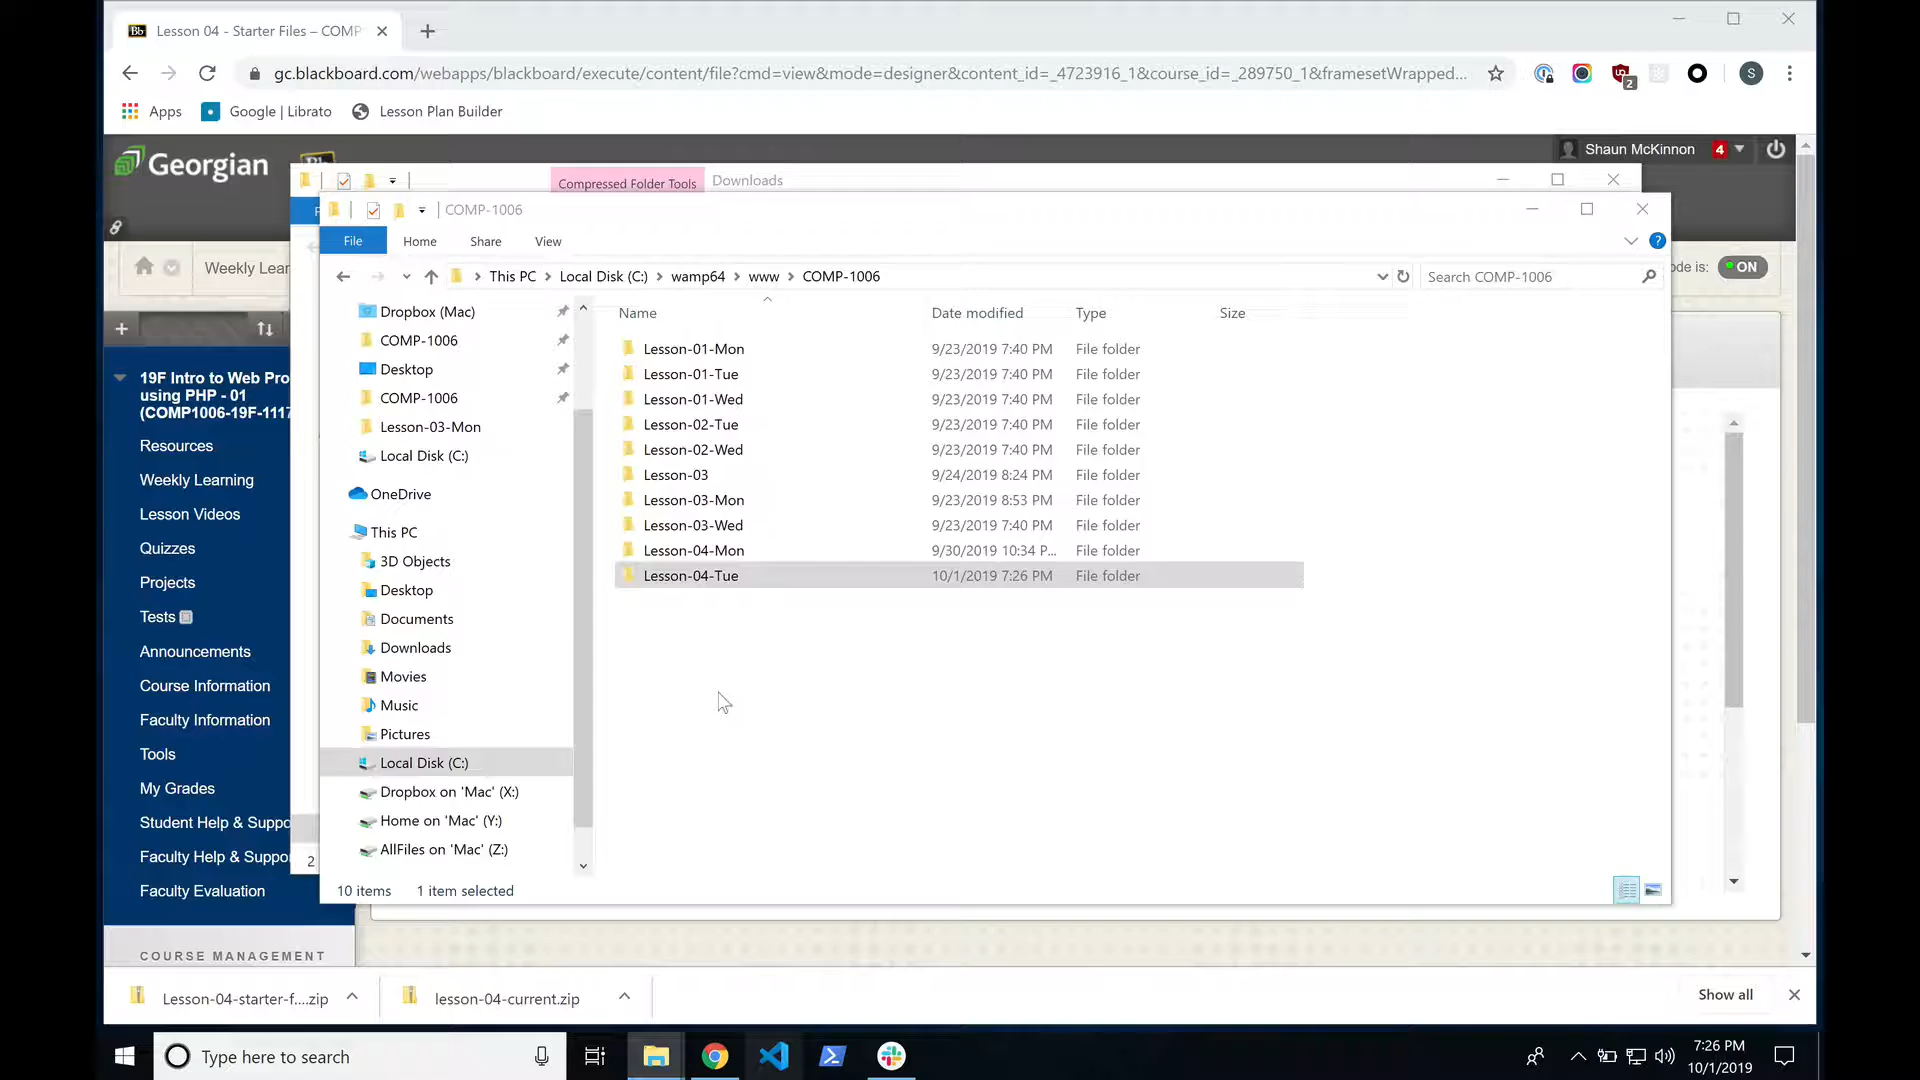 Bb Lesson 04 - Starter Files – COMP
gc.blackboard.com/webapps/blackboard/execute/content/file?cmd=view&mode=designer&content_id=_4723916_1&course_id=_289750_1&framesetWrapped...
2
S
Apps
Google | Librato
Lesson Plan Builder
Georgian
Shaun McKinnon
4
Compressed Folder Tools
Downloads
COMP-1006
File
Home
Share
View
?
Weekly Lear
ode is:
ON
This PC
Local Disk (C:)
wamp64
www
COMP-1006
Search COMP-1006
Name
Date modified
Type
Size
Lesson-01-Mon 9/23/2019 7:40 PM File folder
Lesson-01-Tue 9/23/2019 7:40 PM File folder
Lesson-01-Wed 9/23/2019 7:40 PM File folder
Lesson-02-Tue 9/23/2019 7:40 PM File folder
Lesson-02-Wed 9/23/2019 7:40 PM File folder
Lesson-03 9/24/2019 8:24 PM File folder
Lesson-03-Mon 9/23/2019 8:53 PM File folder
Lesson-03-Wed 9/23/2019 7:40 PM File folder
Lesson-04-Mon 9/30/2019 10:34 P... File folder
Lesson-04-Tue 10/1/2019 7:26 PM File folder
Dropbox (Mac)
COMP-1006
Desktop
COMP-1006
Lesson-03-Mon
Local Disk (C:)
OneDrive
This PC
3D Objects
Desktop
Documents
Downloads
Movies
Music
Pictures
Local Disk (C:)
Dropbox on 'Mac' (X:)
Home on 'Mac' (Y:)
AllFiles on 'Mac' (Z:)
10 items
1 item selected
2
19F Intro to Web Pro
using PHP - 01
(COMP1006-19F-1117
Resources
Weekly Learning
Lesson Videos
Quizzes
Projects
Tests
Announcements
Course Information
Faculty Information
Tools
My Grades
Student Help & Suppo
Faculty Help & Suppo
Faculty Evaluation
COURSE MANAGEMENT
Lesson-04-starter-f....zip
lesson-04-current.zip
Show all
Type here to search
7:26 PM
10/1/2019